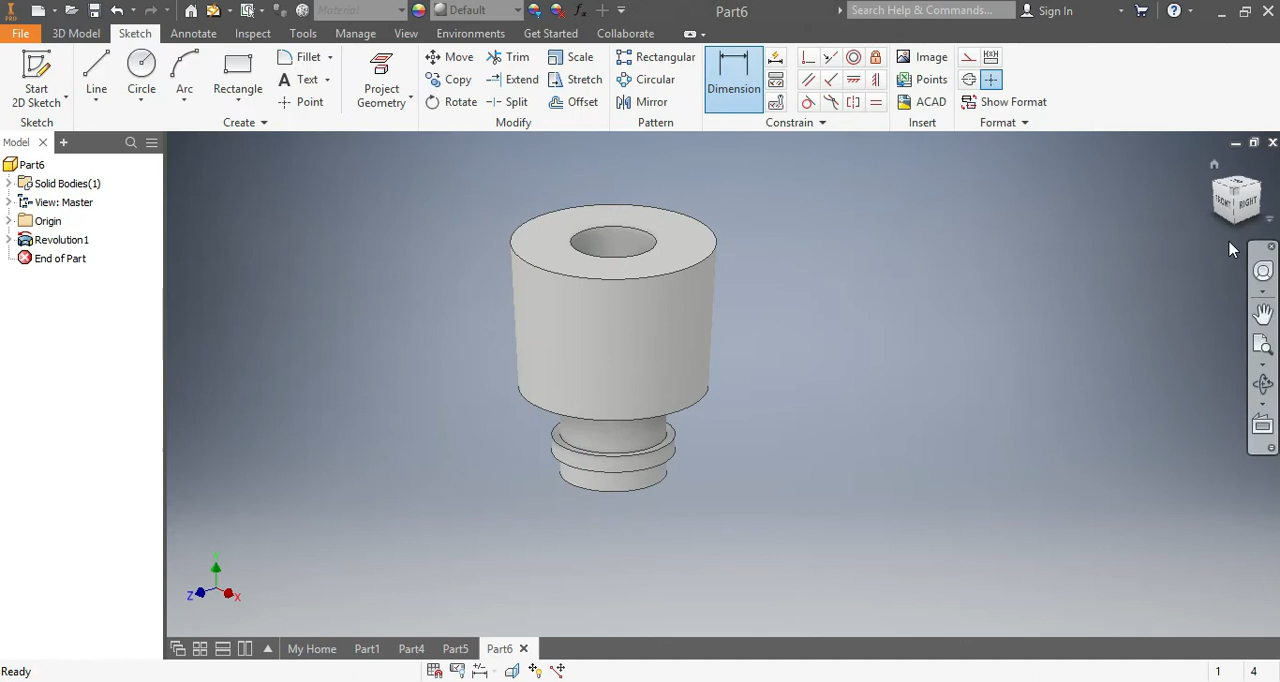 Material
Default
Part6
Search Help & Commands...
Sign In
PRO
File
3D Model
Sketch
Annotate
Inspect
Tools
Manage
View
Environments
Get Started
Collaborate
Start
2D Sketch
Line
Circle
Arc
Rectangle
Fillet
Text
Point
Project
Geometry
Move
Copy
Rotate
Trim
Extend
Split
Scale
Stretch
Offset
Rectangular
Circular
Mirror
Dimension
Image
Points
ACAD
Show Format
Sketch
Create
Modify
Pattern
Constrain
Insert
Format
Model
Part6
Solid Bodies(1)
View: Master
Origin
Revolution1
End of Part
FRONT
RIGHT
Y
Z
X
My Home
Part1
Part4
Part5
Part6
Ready
1
4